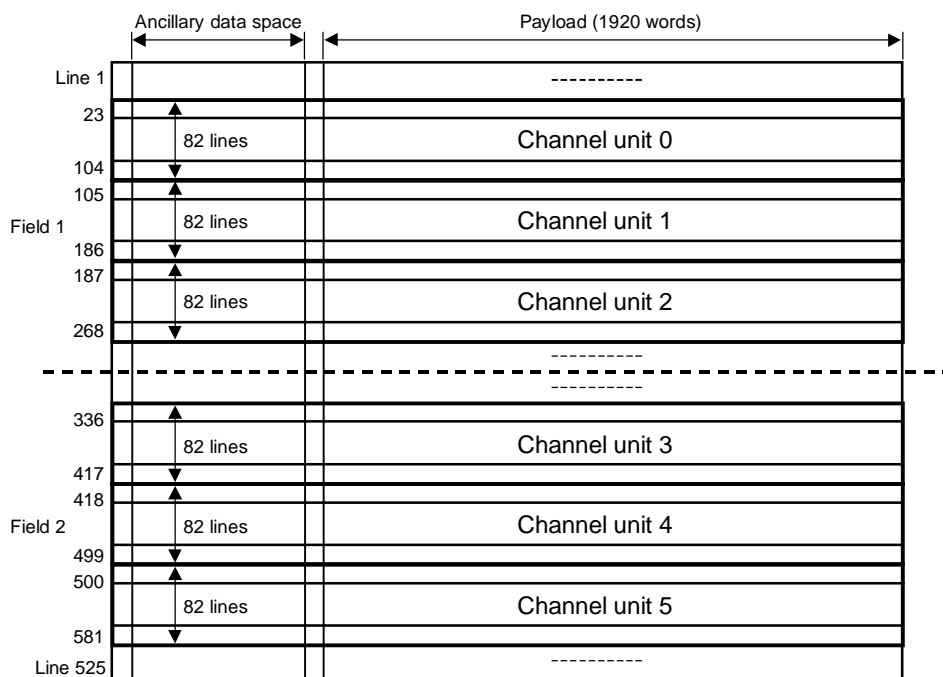 Ancillary data space
Payload (1920 words)
Line 1
----------
23
82 lines
Channel unit 0
104
105
Field 1
82 lines
Channel unit 1
186
187
82 lines
Channel unit 2
268
----------
----------
336
82 lines
Channel unit 3
417
418
Field 2
82 lines
Channel unit 4
499
500
82 lines
Channel unit 5
581
Line 525
----------